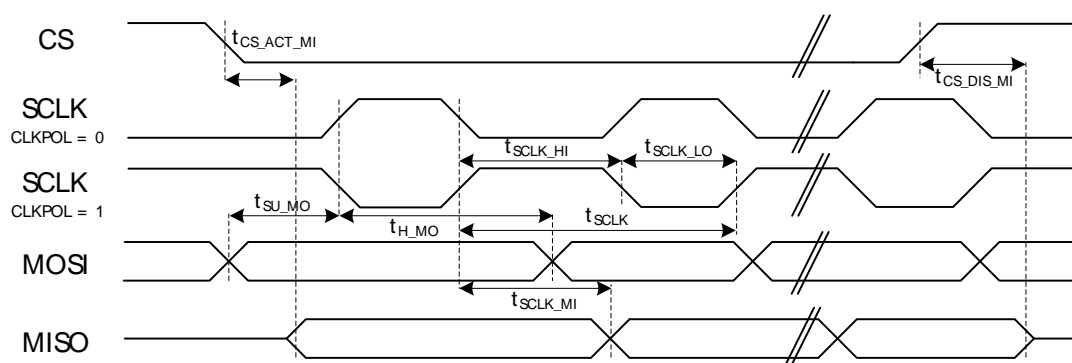 CS
tCS_ACT_MI
tCS_DIS_MI
SCLK
CLKPOL = 0
tSCLK_HI
tSCLK_LO
SCLK
CLKPOL = 1
tSU_MO
tH_MO
tSCLK
MOSI
tSCLK_MI
MISO